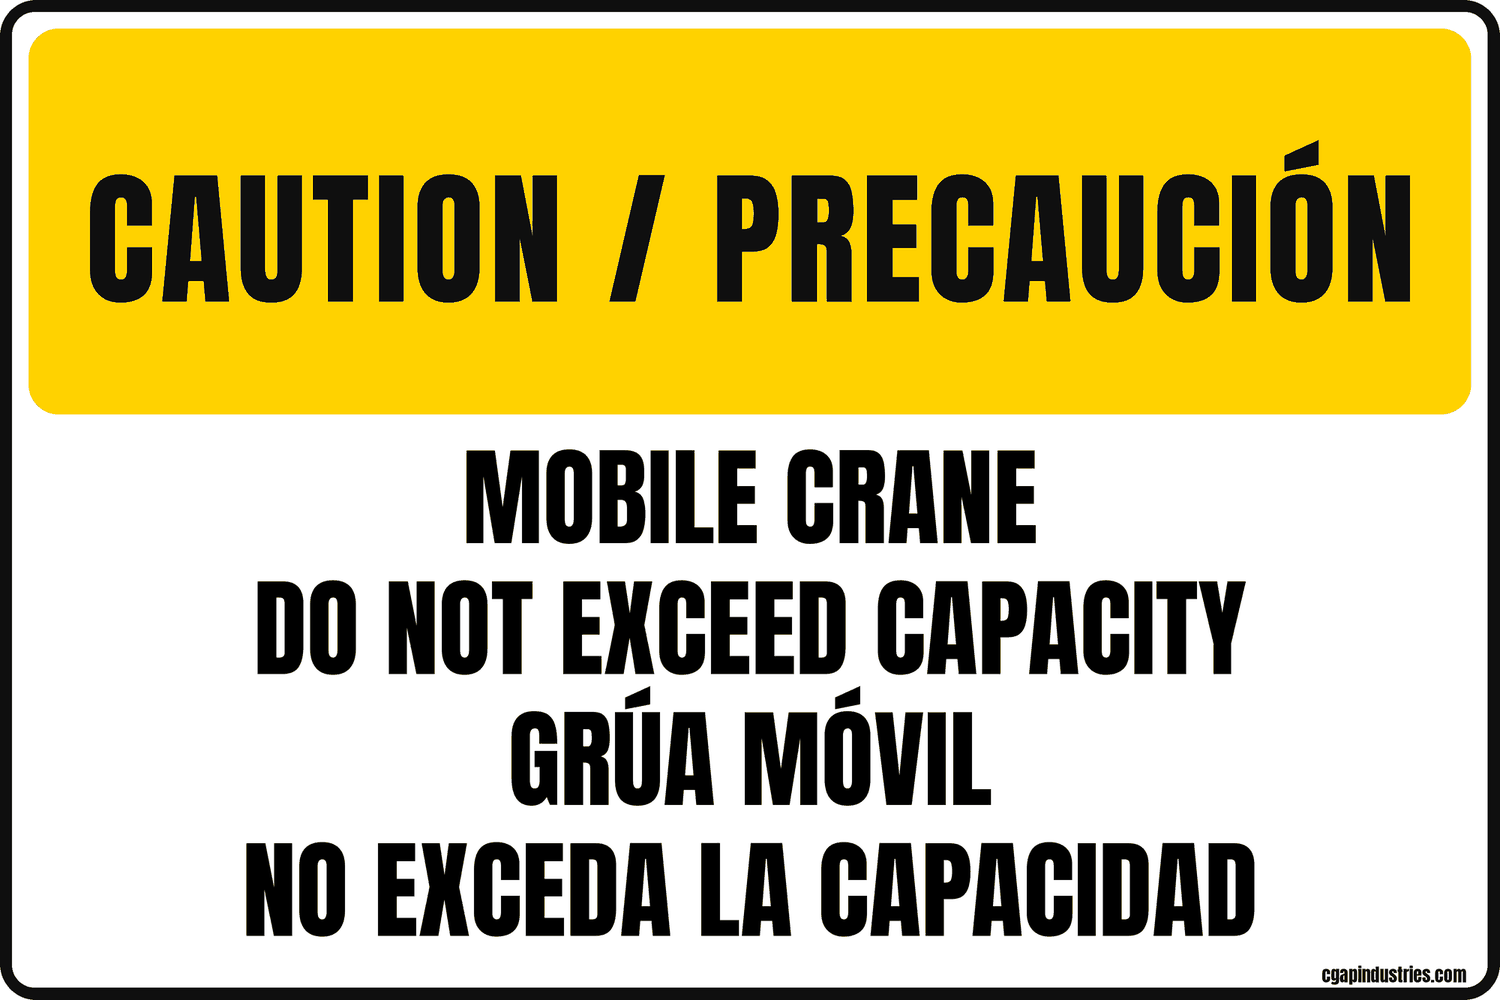 CAUTION / PRECAUCIÓN
MOBILE CRANE
DO NOT EXCEED CAPACITY
GRÚA MÓVIL
NO EXCEDA LA CAPACIDAD
cgapindustries.com